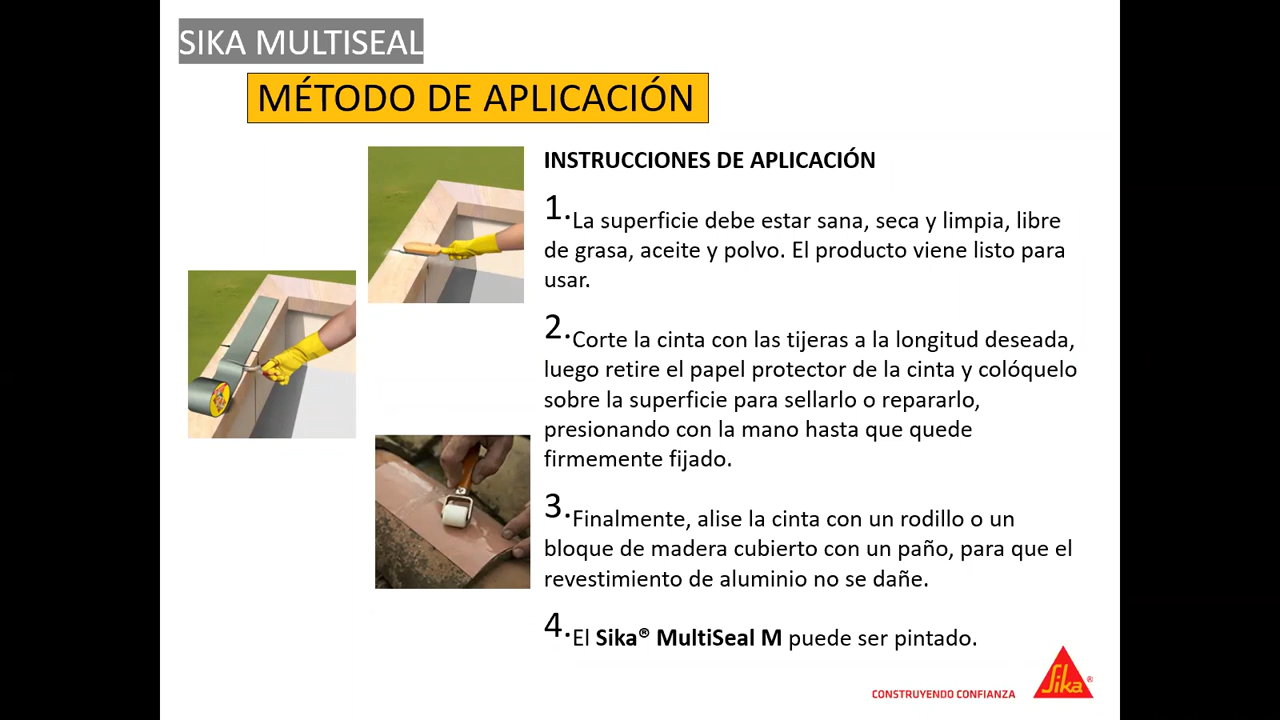 SIKA MULTISEAL
MÉTODO DE APLICACIÓN
INSTRUCCIONES DE APLICACIÓN
1.La superficie debe estar sana, seca y limpia, libre
de grasa, aceite y polvo. El producto viene listo para
usar.
2.Corte la cinta con las tijeras a la longitud deseada,
luego retire el papel protector de la cinta y colóquelo
sobre la superficie para sellarlo o repararlo,
presionando con la mano hasta que quede
firmemente fijado.
3.Finalmente, alise la cinta con un rodillo o un
bloque de madera cubierto con un paño, para que el
revestimiento de aluminio no se dañe.
4.El Sika® MultiSeal M puede ser pintado.
CONSTRUYENDO CONFIANZA
Sika®